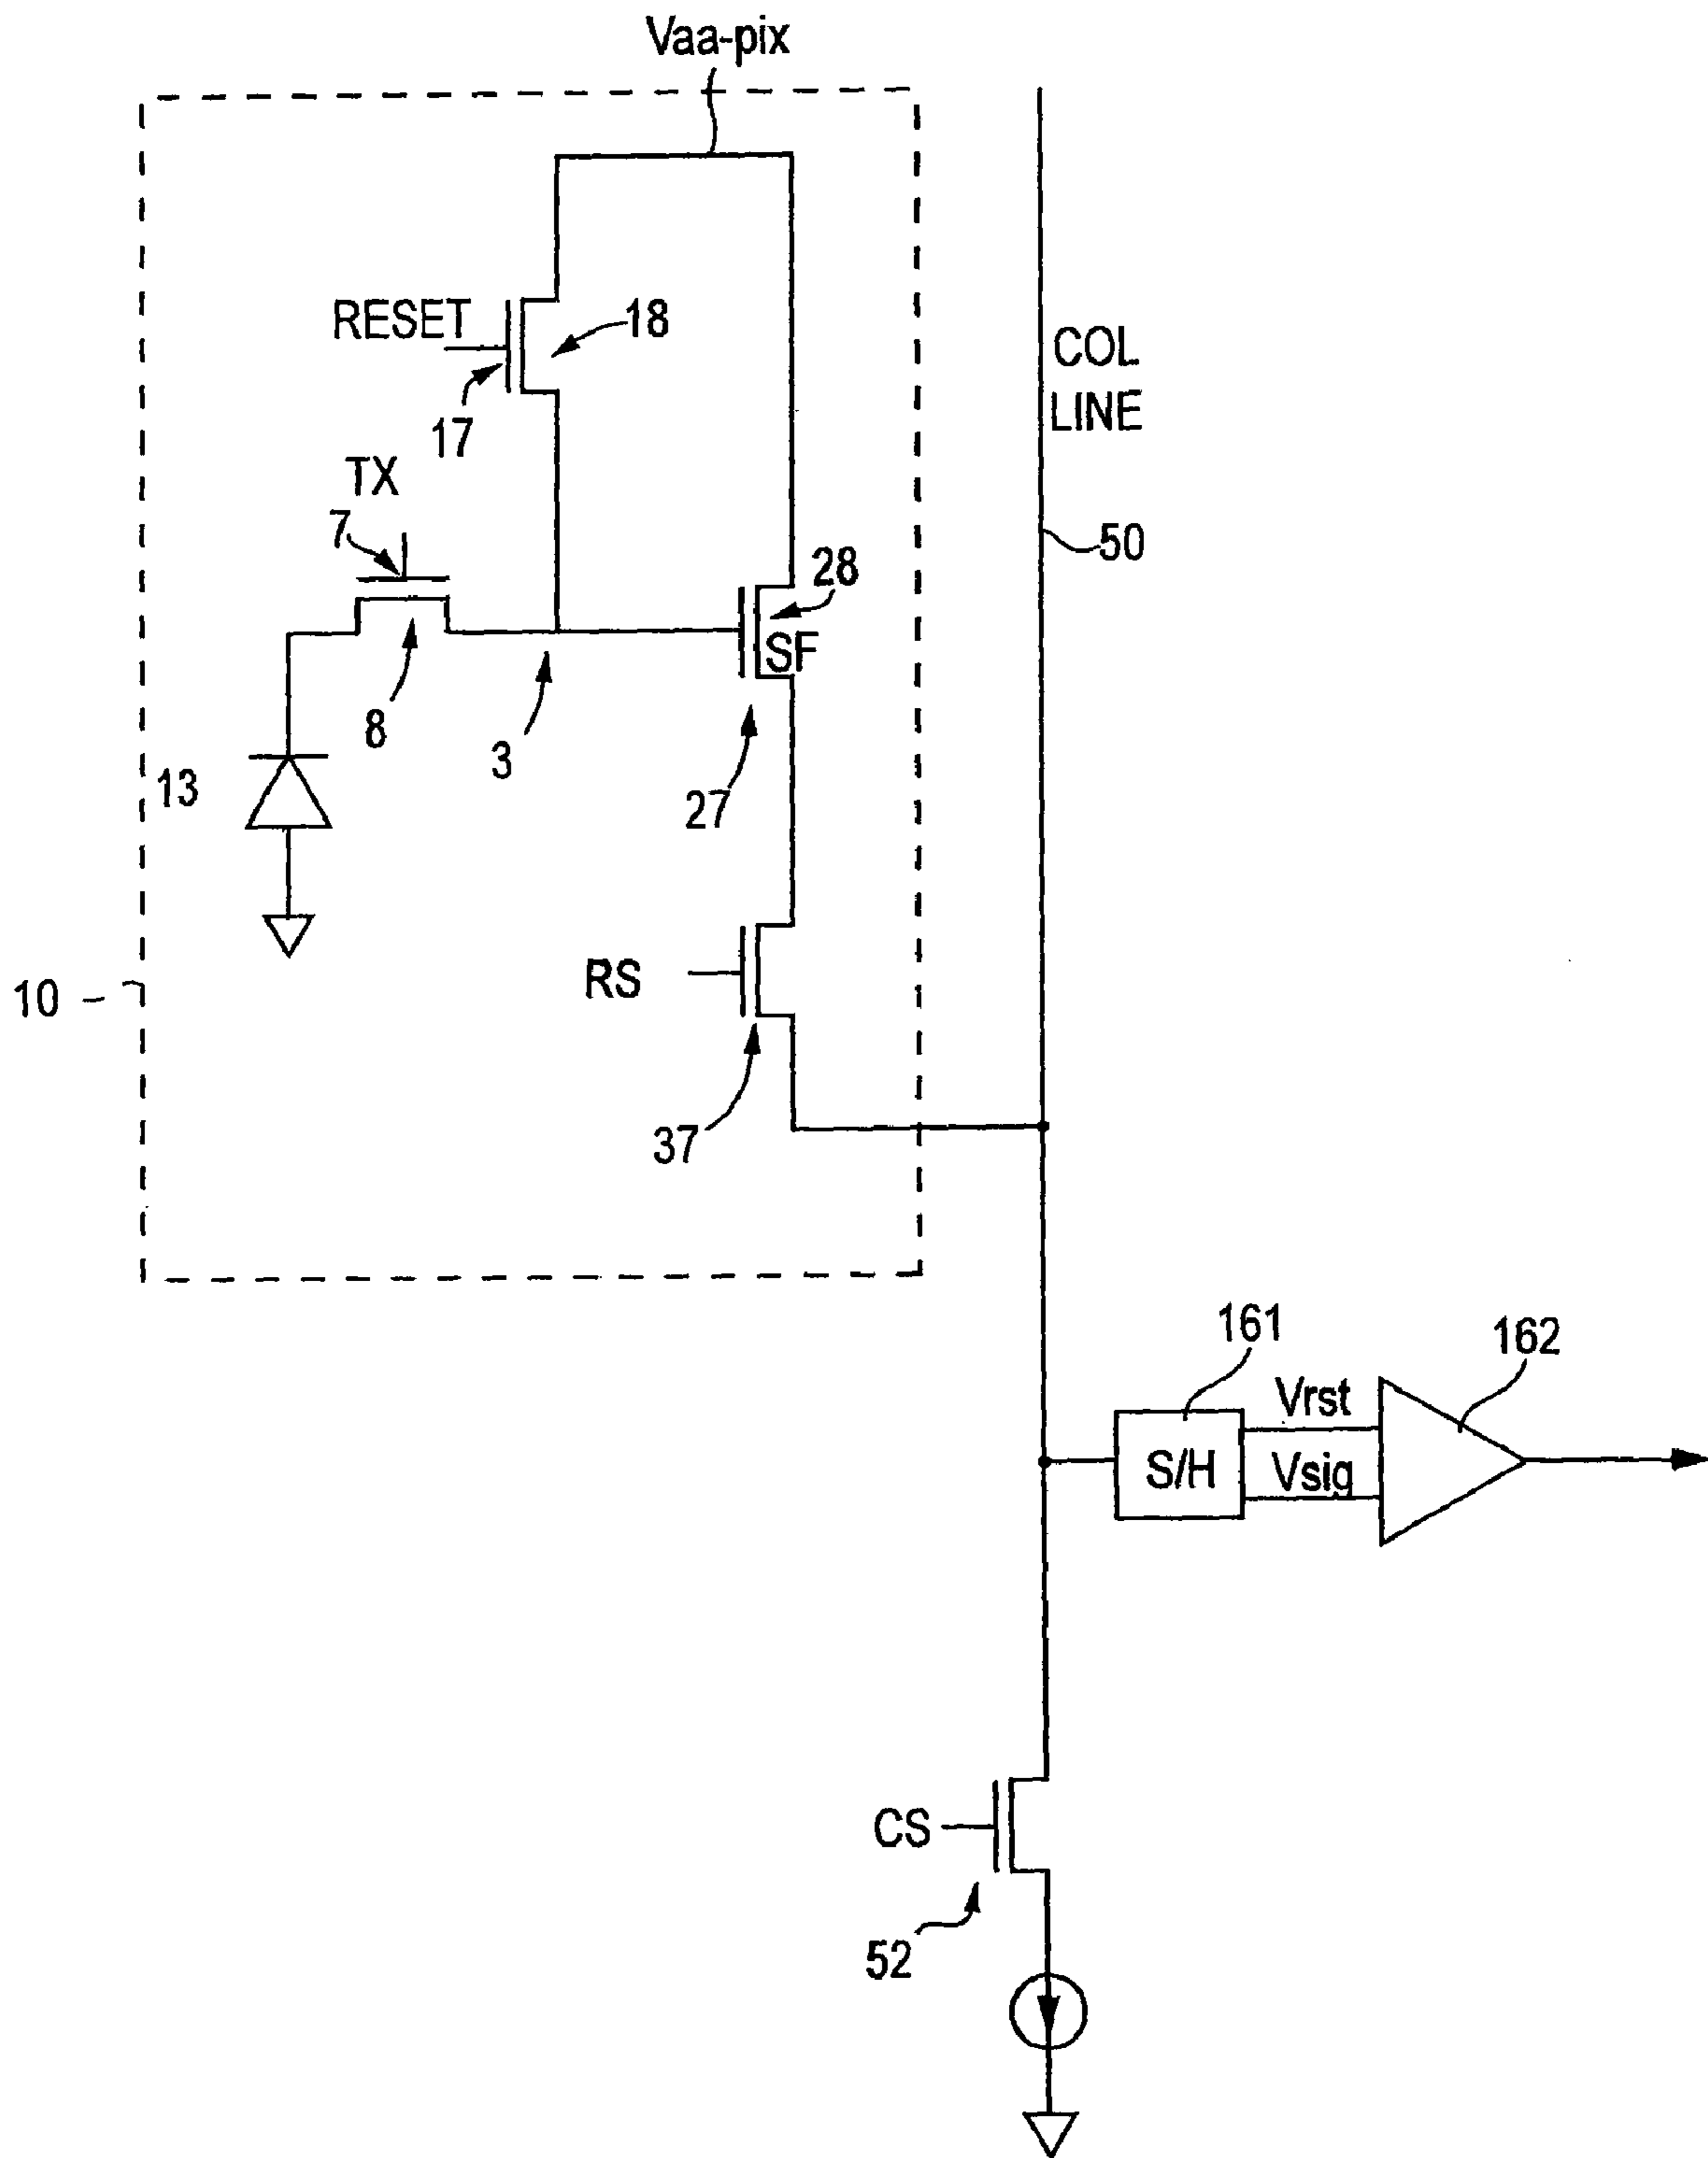 Vaa-pix
RESET
18
17
COL
LINE
TX
7
50
28
SF
8
3
27
13
RS
10
37
161
162
Vrst
S/H
Vsig
CS
52